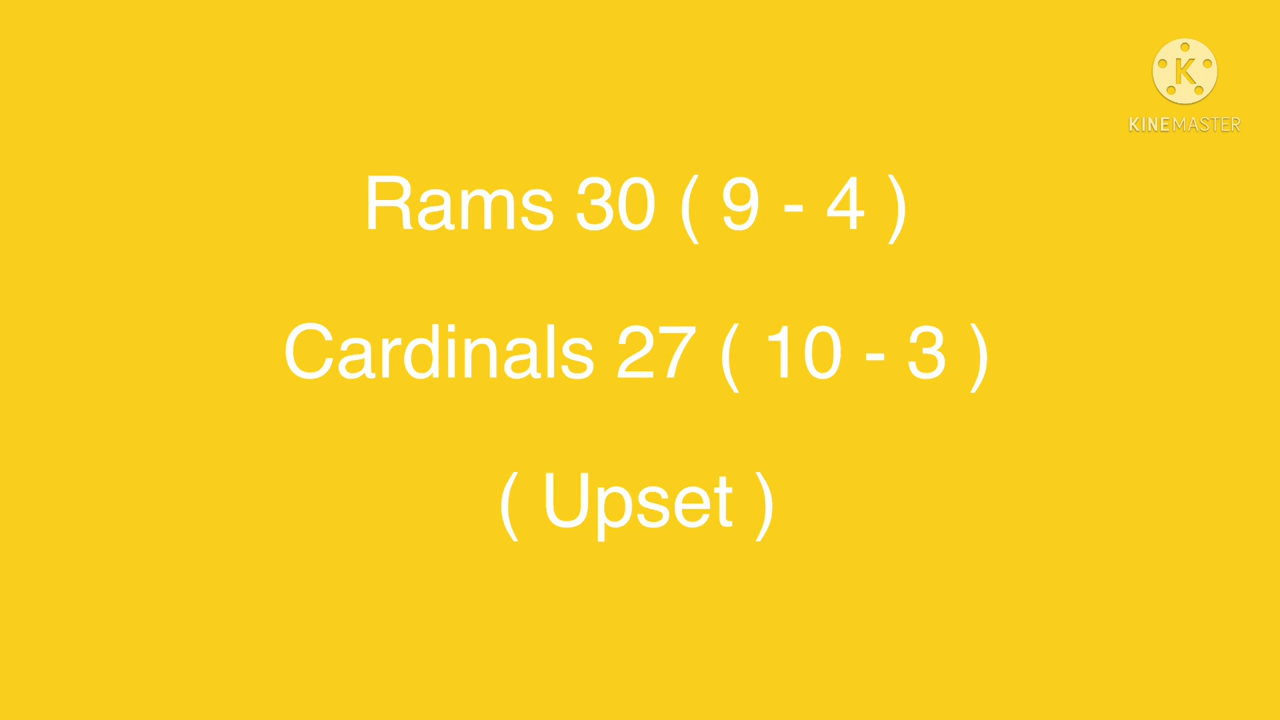 KINEMASTER
Rams 30 ( 9 - 4 )
Cardinals 27 ( 10 - 3 )
( Upset )